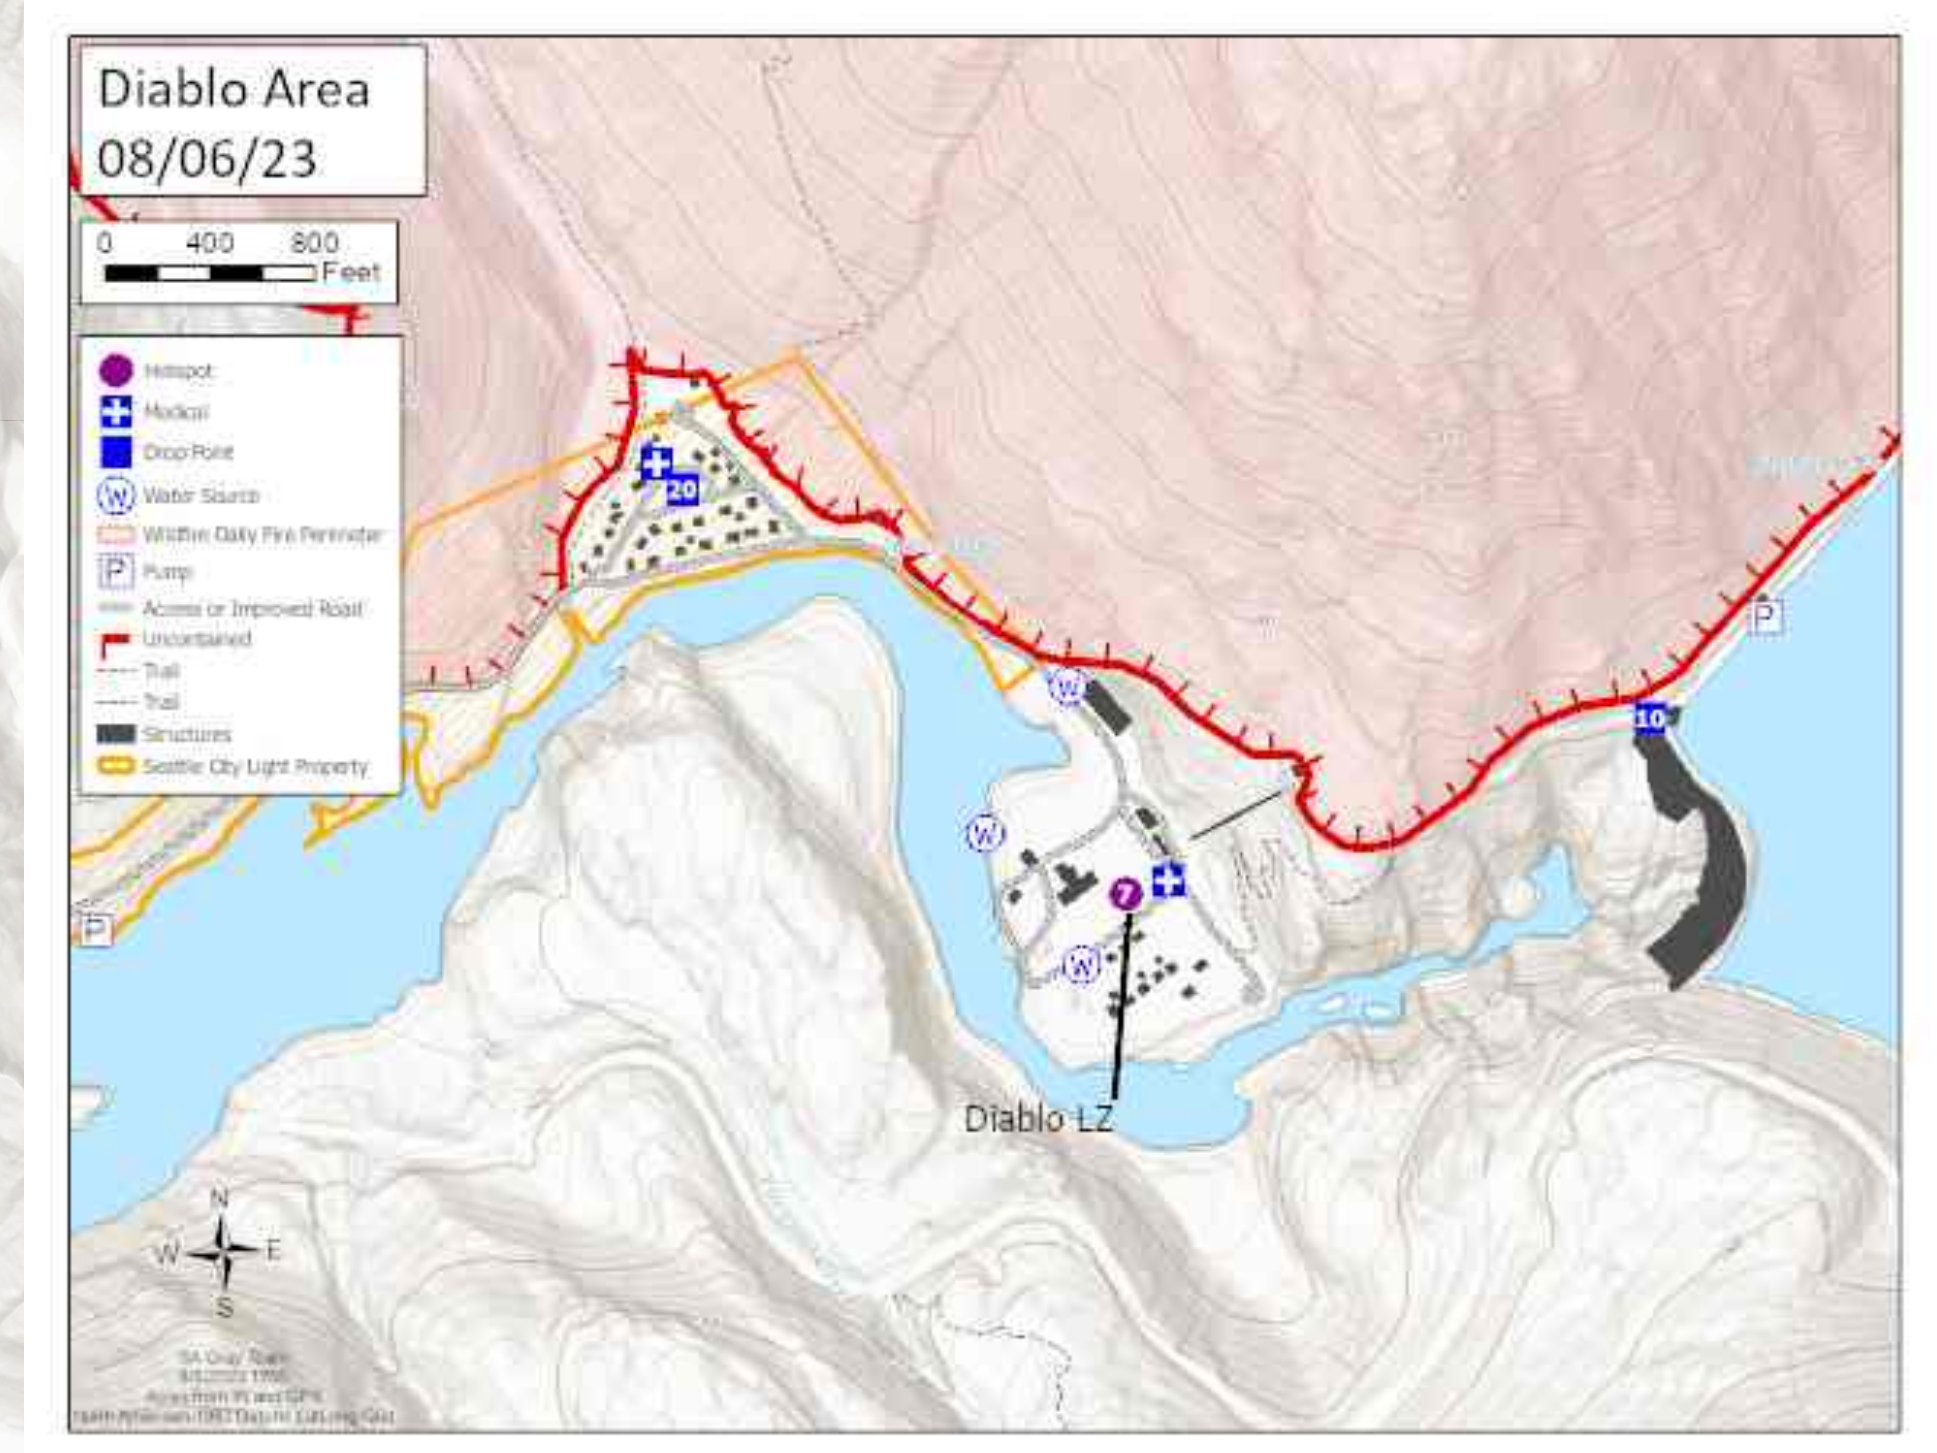 Diablo Area
08/06/23
0 400 800
Feet
Medical
Drop Point
Water Source
Wildfire Daily Fire Perimeter
Pump
Access or Improved Road
Uncontained
Trail
Trail
Structures
Seattle City Light Property
20
P
W
10
W
7
W
P
Diablo LZ
N
W E
S